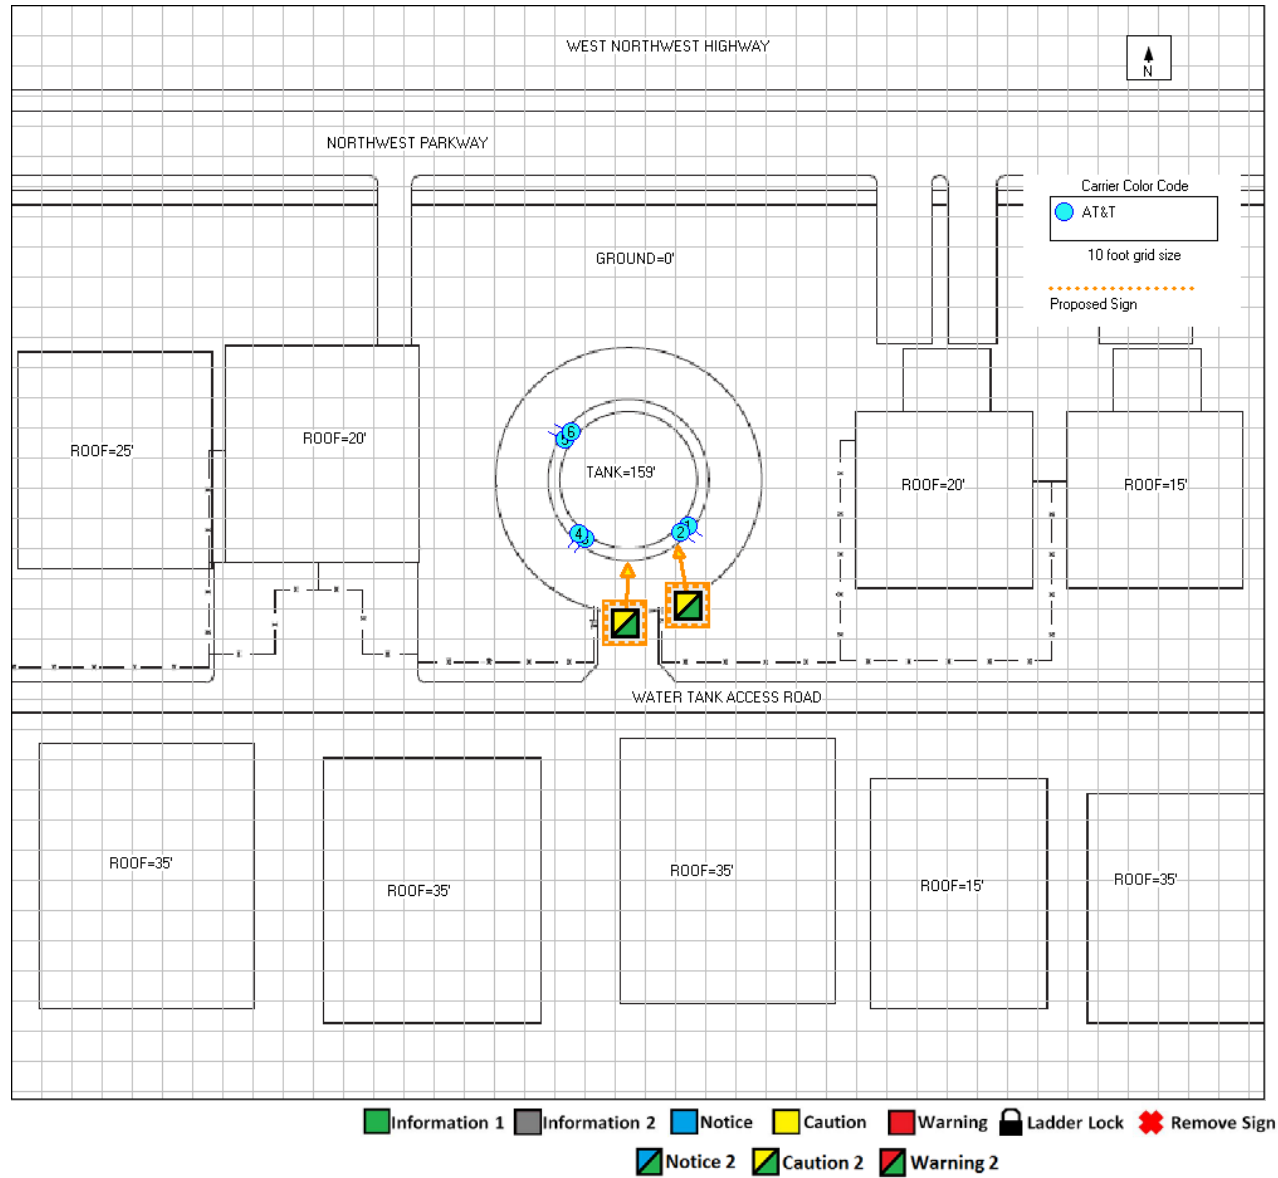 WEST NORTHWEST HIGHWAY
N
NORTHWEST PARKWAY
Carrier Color Code
AT&T
10 foot grid size
Proposed Sign
GROUND=0'
ROOF=25'
ROOF=20'
6
5
TANK=159'
ROOF=20'
ROOF=15'
4
3
2
1
WATER TANK ACCESS ROAD
ROOF=35'
ROOF=35'
ROOF=35'
ROOF=15'
ROOF=35'
Information 1 Information 2 Notice Caution Warning Ladder Lock Remove Sign
Notice 2 Caution 2 Warning 2